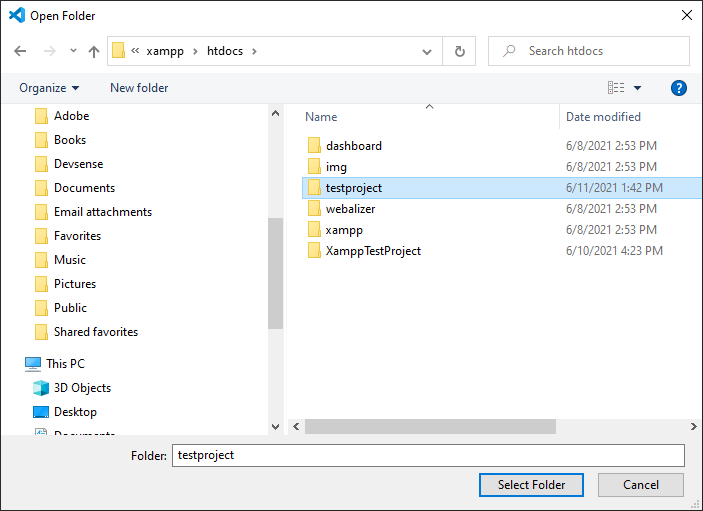 Open Folder
« xampp > htdocs >
Search htdocs
Organize
New folder
?
Adobe
Books
Devsense
Documents
Email attachments
Favorites
Music
Pictures
Public
Shared favorites
This PC
3D Objects
Desktop
Documents
Name Date modified
dashboard 6/8/2021 2:53 PM
img 6/8/2021 2:53 PM
testproject 6/11/2021 1:42 PM
webalizer 6/8/2021 2:53 PM
xampp 6/8/2021 2:53 PM
XamppTestProject 6/10/2021 4:23 PM
Folder: testproject
Select Folder
Cancel